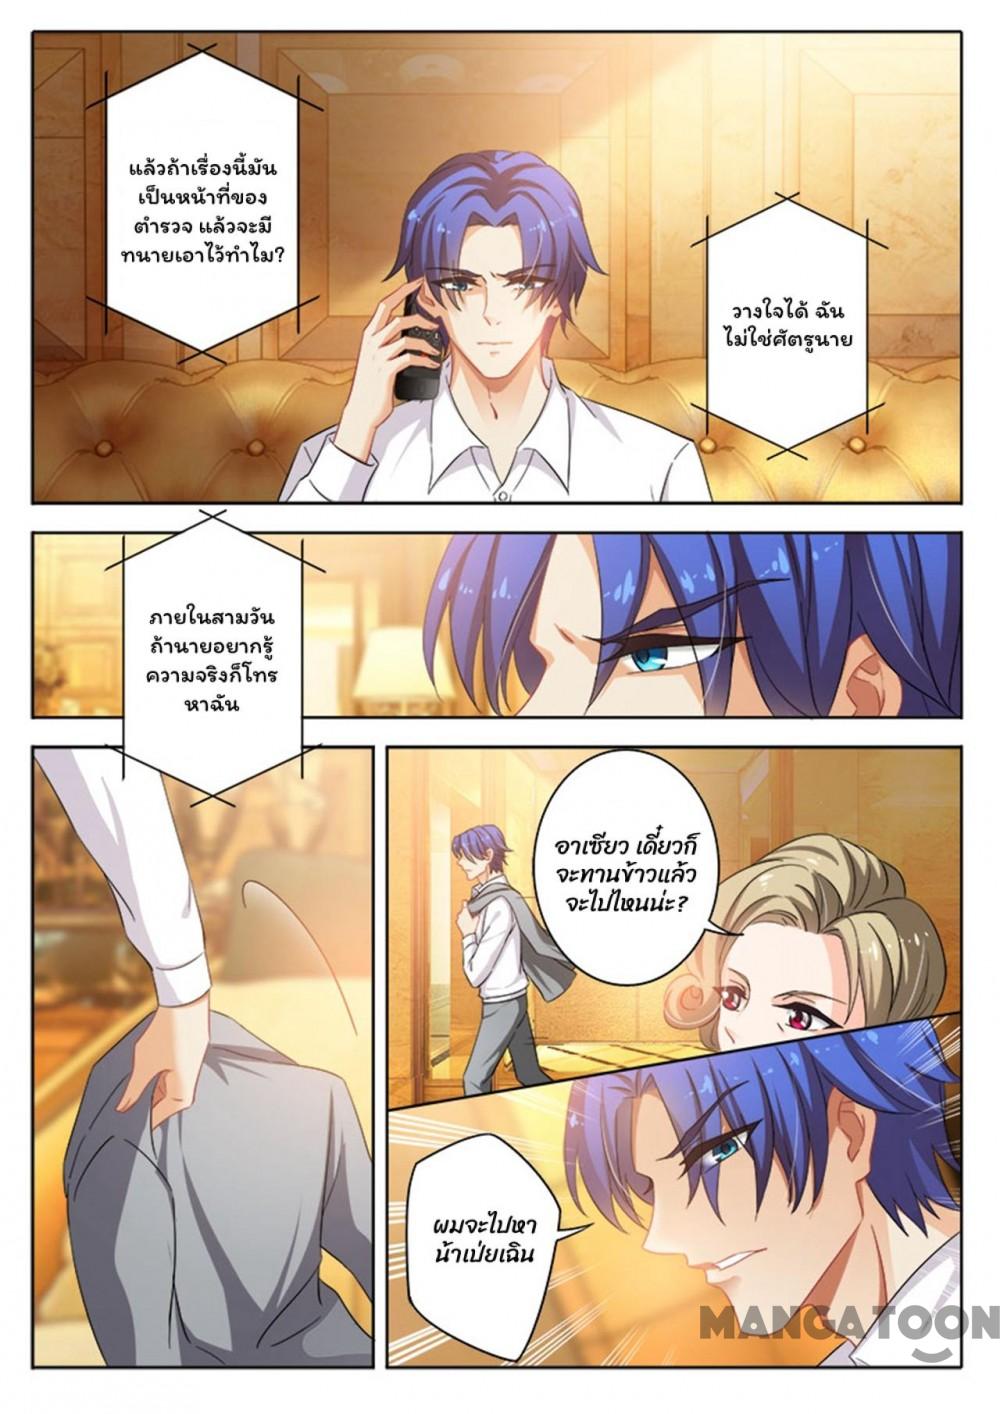 แล้วถ้าเรื่องนี้มัน
เป็นหน้าที่ของ
ตำรวจ แล้วจะมี
ทนายเอาไว้ทำไม?
วางใจได้ ฉัน
ไม่ใช่ศัตรูนาย
ภายในสามวัน
ถ้านายอยากรู้
ความจริงก็โทร
หาฉัน
อาเซียว เดี๋ยวก็
จะทานข้าวแล้ว
จะไปไหนน่ะ?
ผมจะไปหา
น้าเปยเฉิน
MANGATOON